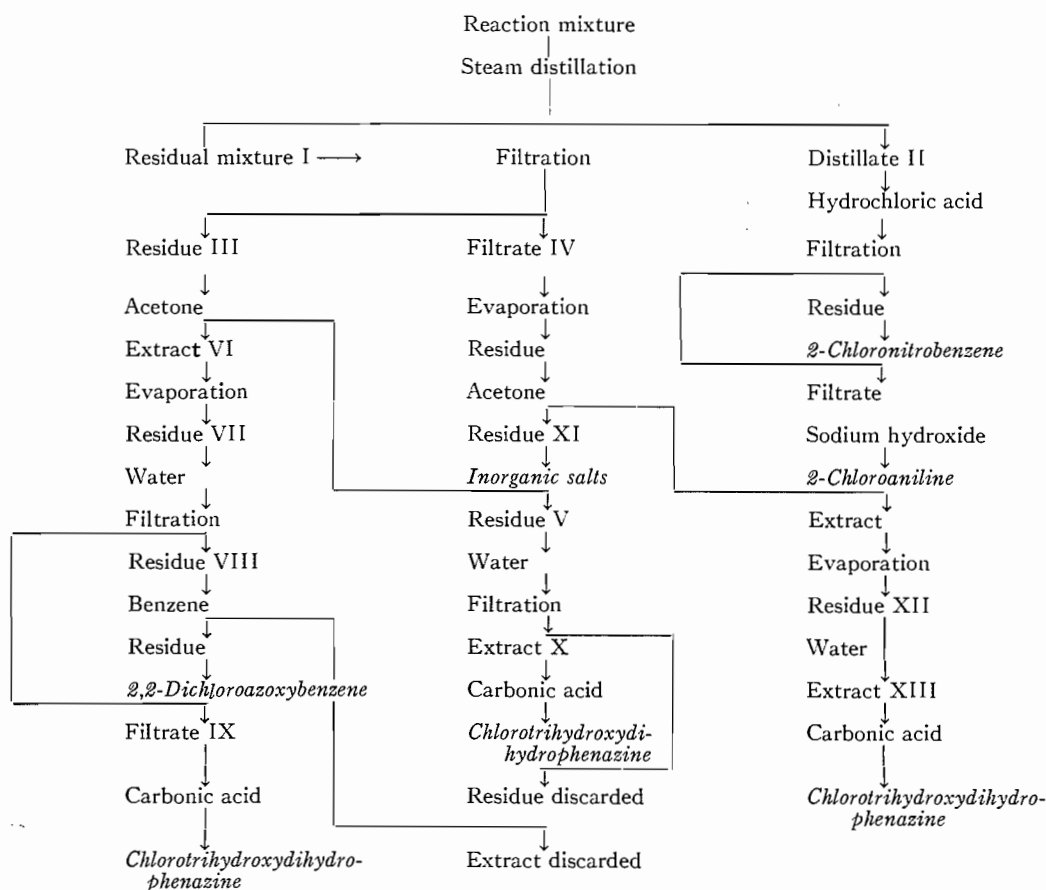 Reaction mixture
Steam distillation
Residual mixture I
Filtration
Distillate II
Hydrochloric acid
Residue III
Filtrate IV
Filtration
Acetone
Evaporation
Residue
Extract VI
Residue
2-Chloronitrobenzene
Evaporation
Acetone
Filtrate
Residue VII
Residue XI
Sodium hydroxide
Water
Inorganic salts
2-Chloroaniline
Filtration
Residue V
Extract
Residue VIII
Water
Evaporation
Benzene
Filtration
Residue XII
Residue
Extract X
Water
2,2-Dichloroazoxybenzene
Carbonic acid
Extract XIII
Filtrate IX
Chlorotrihydroxydi-
hydrophenazine
Carbonic acid
Carbonic acid
Residue discarded
Chlorotrihydroxydihydro-
phenazine
Chlorotrihydroxydihydro-
phenazine
Extract discarded